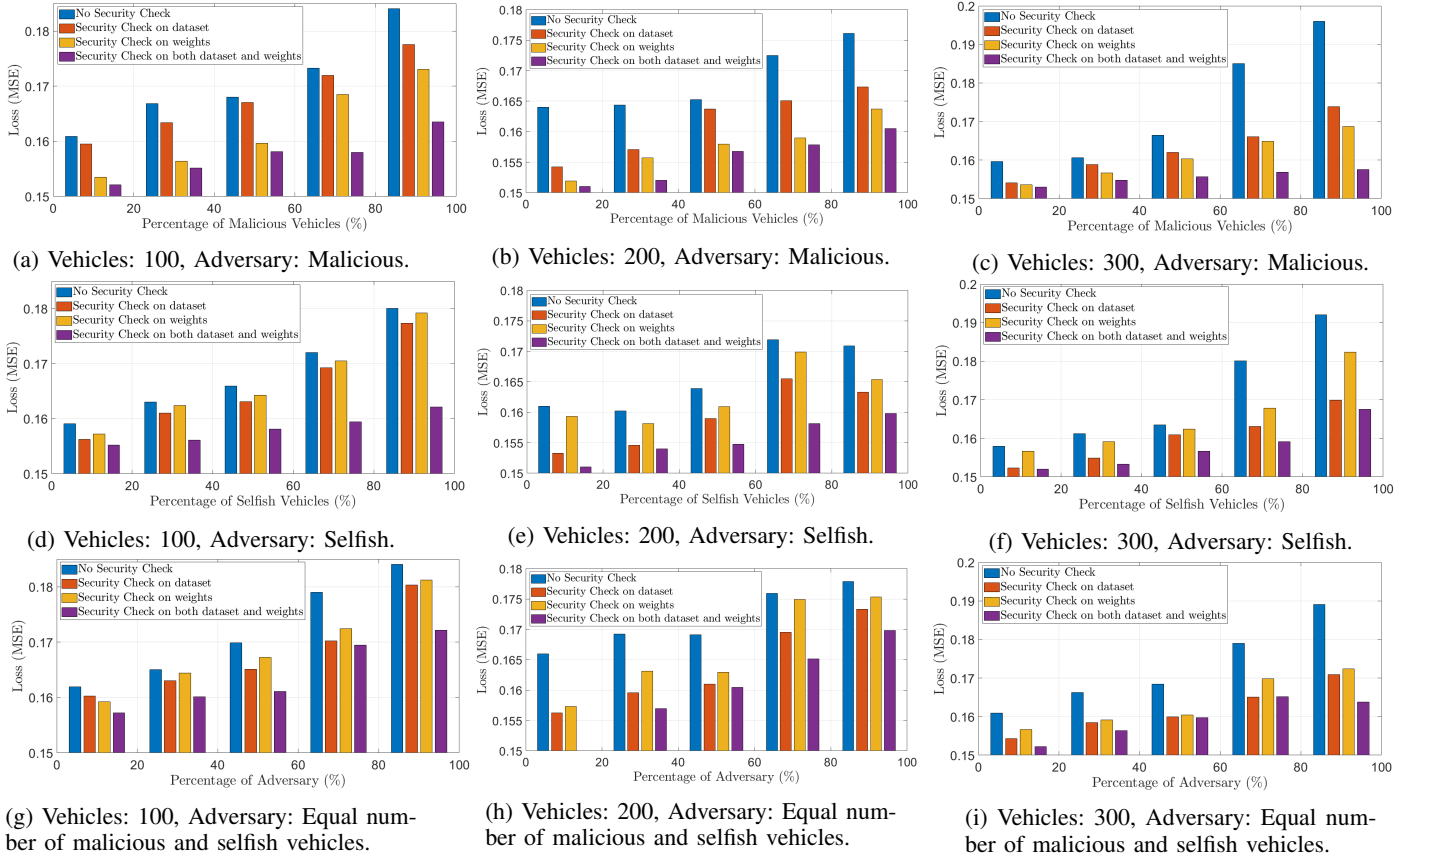 0.18
0.17
0.16
0.15
Loss (MSE)
No Security Check
Security Check on dataset
Security Check on weights
Security Check on both dataset and weights
0 20 40 60 80 100
Percentage of Malicious Vehicles (%)
(a) Vehicles: 100, Adversary: Malicious.
0.18
0.175
0.17
0.165
0.16
0.155
0.15
Loss (MSE)
No Security Check
Security Check on dataset
Security Check on weights
Security Check on both dataset and weights
0 20 40 60 80 100
Percentage of Malicious Vehicles (%)
(b) Vehicles: 200, Adversary: Malicious.
0.2
0.19
0.18
0.17
0.16
0.15
Loss (MSE)
No Security Check
Security Check on dataset
Security Check on weights
Security Check on both dataset and weights
0 20 40 60 80 100
Percentage of Malicious Vehicles (%)
(c) Vehicles: 300, Adversary: Malicious.
0.18
0.17
0.16
0.15
Loss (MSE)
No Security Check
Security Check on dataset
Security Check on weights
Security Check on both dataset and weights
0 20 40 60 80 100
Percentage of Selfish Vehicles (%)
(d) Vehicles: 100, Adversary: Selfish.
0.18
0.175
0.17
0.165
0.16
0.155
0.15
Loss (MSE)
No Security Check
Security Check on dataset
Security Check on weights
Security Check on both dataset and weights
0 20 40 60 80 100
Percentage of Selfish Vehicles (%)
(e) Vehicles: 200, Adversary: Selfish.
0.2
0.19
0.18
0.17
0.16
0.15
Loss (MSE)
No Security Check
Security Check on dataset
Security Check on weights
Security Check on both dataset and weights
0 20 40 60 80 100
Percentage of Selfish Vehicles (%)
(f) Vehicles: 300, Adversary: Selfish.
0.18
0.17
0.16
0.15
Loss (MSE)
No Security Check
Security Check on dataset
Security Check on weights
Security Check on both dataset and weights
0 20 40 60 80 100
Percentage of Adversary (%)
(g) Vehicles: 100, Adversary: Equal num-
ber of malicious and selfish vehicles.
0.18
0.175
0.17
0.165
0.16
0.155
0.15
Loss (MSE)
No Security Check
Security Check on dataset
Security Check on weights
Security Check on both dataset and weights
0 20 40 60 80 100
Percentage of Adversary (%)
(h) Vehicles: 200, Adversary: Equal num-
ber of malicious and selfish vehicles.
0.2
0.19
0.18
0.17
0.16
0.15
Loss (MSE)
No Security Check
Security Check on dataset
Security Check on weights
Security Check on both dataset and weights
0 20 40 60 80 100
Percentage of Adversary (%)
(i) Vehicles: 300, Adversary: Equal num-
ber of malicious and selfish vehicles.